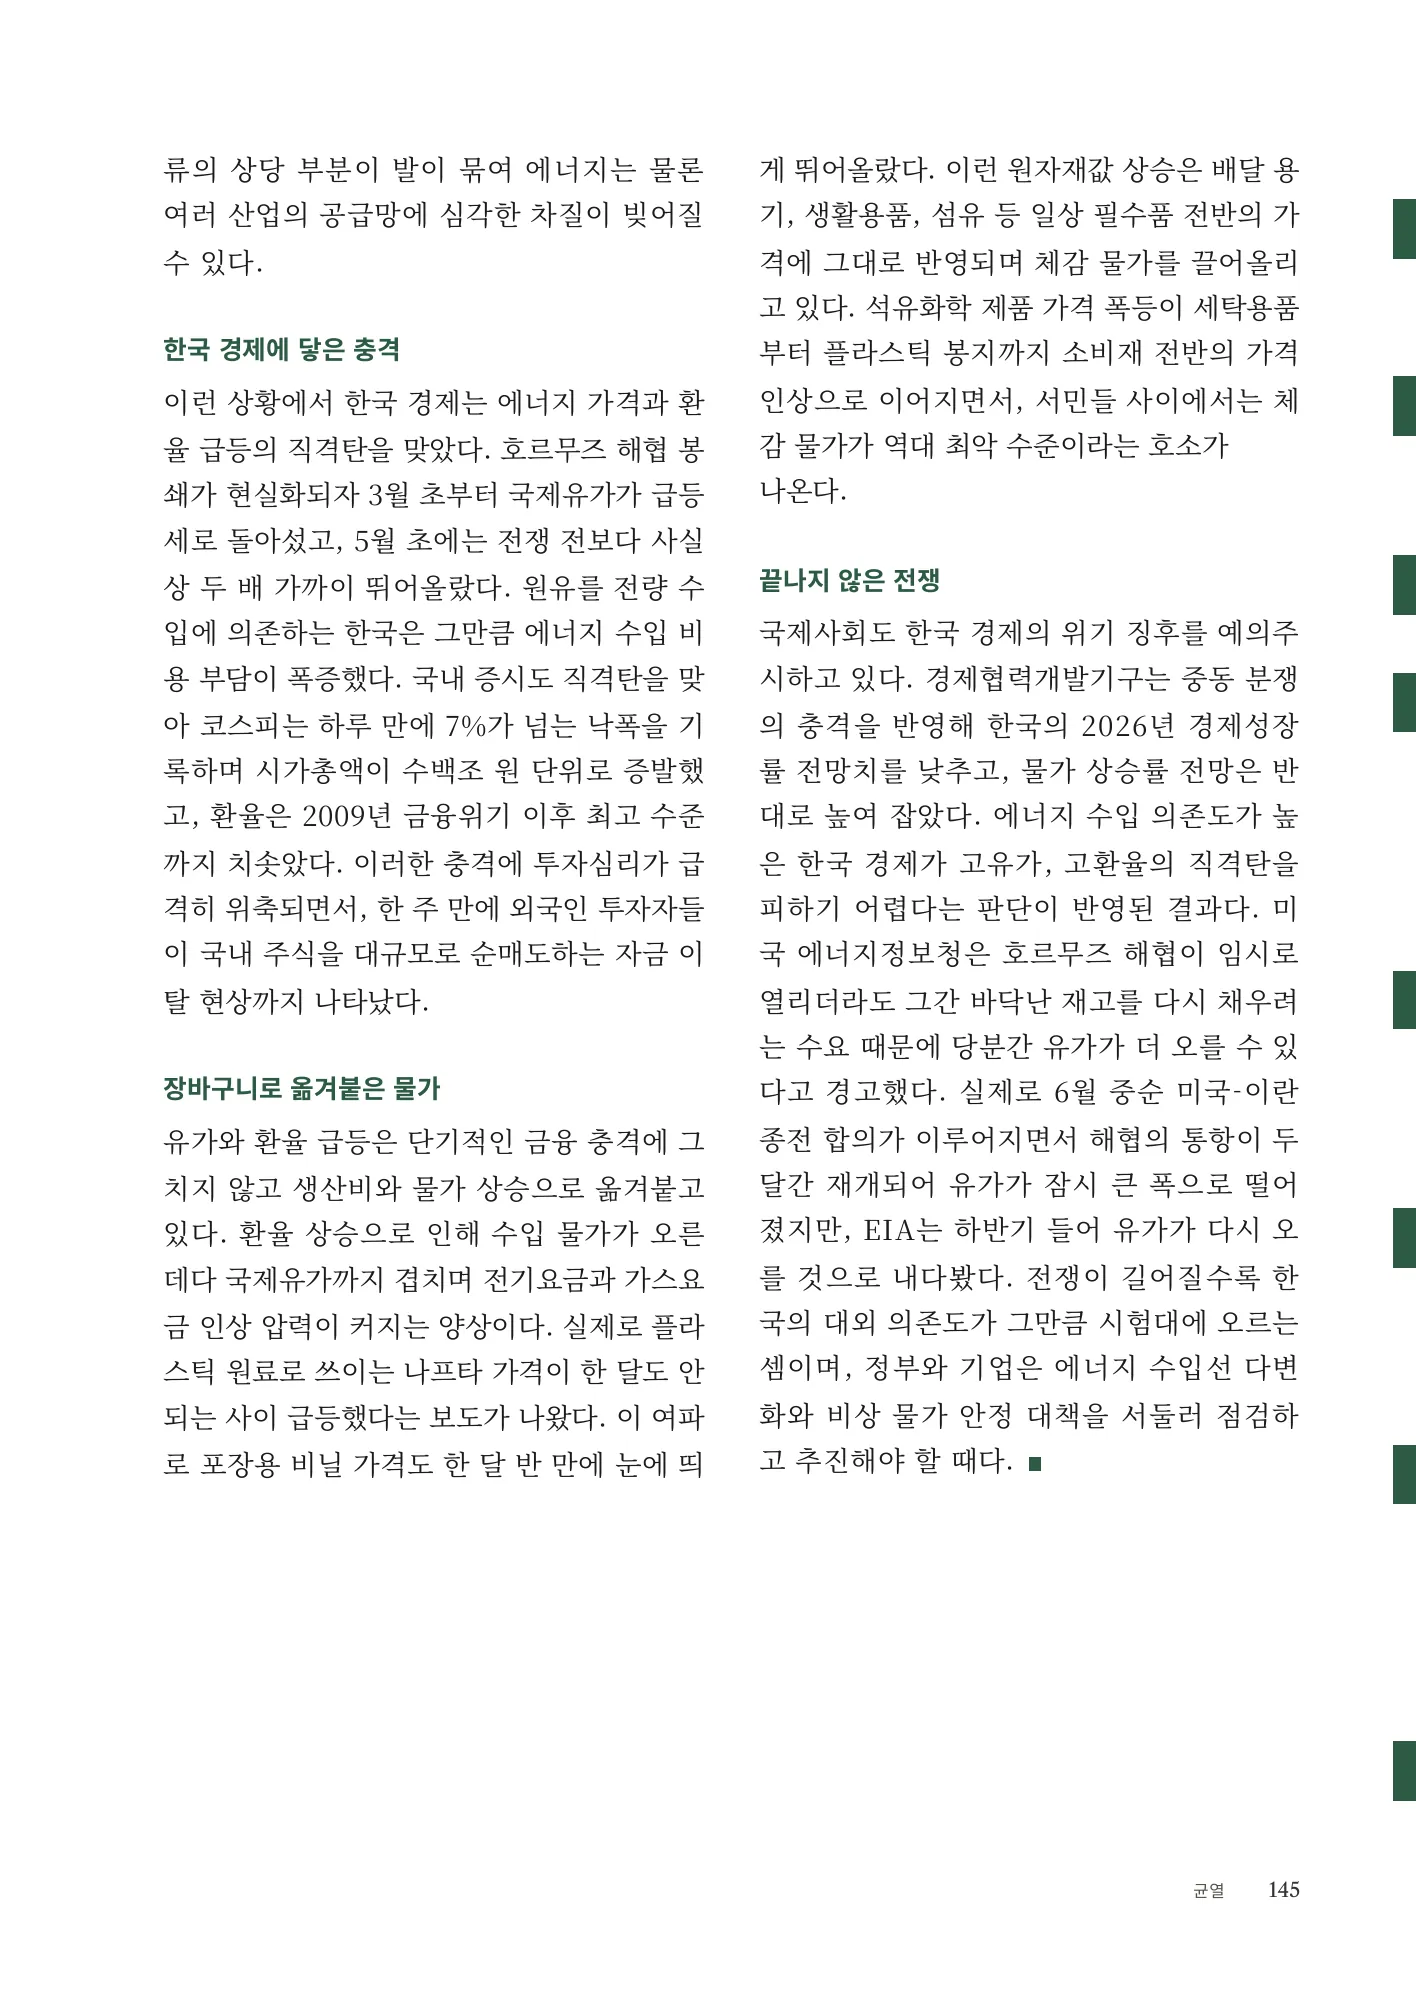 류의 상당 부분이 발이 묶여 에너지는 물론
여러 산업의 공급망에 심각한 차질이 빚어질
수 있다.
한국 경제에 닿은 충격
이런 상황에서 한국 경제는 에너지 가격과 환
율 급등의 직격탄을 맞았다. 호르무즈 해협 봉
쇄가 현실화되자 3월 초부터 국제유가가 급등
세로 돌아섰고, 5월 초에는 전쟁 전보다 사실
상 두 배 가까이 뛰어올랐다. 원유를 전량 수
입에 의존하는 한국은 그만큼 에너지 수입 비
용 부담이 폭증했다. 국내 증시도 직격탄을 맞
아 코스피는 하루 만에 7%가 넘는 낙폭을 기
록하며 시가총액이 수백조 원 단위로 증발했
고, 환율은 2009년 금융위기 이후 최고 수준
까지 치솟았다. 이러한 충격에 투자심리가 급
격히 위축되면서, 한 주 만에 외국인 투자자들
이 국내 주식을 대규모로 순매도하는 자금 이
탈 현상까지 나타났다.
장바구니로 옮겨붙은 물가
유가와 환율 급등은 단기적인 금융 충격에 그
치지 않고 생산비와 물가 상승으로 옮겨붙고
있다. 환율 상승으로 인해 수입 물가가 오른
데다 국제유가까지 겹치며 전기요금과 가스요
금 인상 압력이 커지는 양상이다. 실제로 플라
스틱 원료로 쓰이는 나프타 가격이 한 달도 안
되는 사이 급등했다는 보도가 나왔다. 이 여파
로 포장용 비닐 가격도 한 달 반 만에 눈에 띄
게 뛰어올랐다. 이런 원자재값 상승은 배달 용
기, 생활용품, 섬유 등 일상 필수품 전반의 가
격에 그대로 반영되며 체감 물가를 끌어올리
고 있다. 석유화학 제품 가격 폭등이 세탁용품
부터 플라스틱 봉지까지 소비재 전반의 가격
인상으로 이어지면서, 서민들 사이에서는 체
감 물가가 역대 최악 수준이라는 호소가
나온다.
끝나지 않은 전쟁
국제사회도 한국 경제의 위기 징후를 예의주
시하고 있다. 경제협력개발기구는 중동 분쟁
의 충격을 반영해 한국의 2026년 경제성장
률 전망치를 낮추고, 물가 상승률 전망은 반
대로 높여 잡았다. 에너지 수입 의존도가 높
은 한국 경제가 고유가, 고환율의 직격탄을
피하기 어렵다는 판단이 반영된 결과다. 미
국 에너지정보청은 호르무즈 해협이 임시로
열리더라도 그간 바닥난 재고를 다시 채우려
는 수요 때문에 당분간 유가가 더 오를 수 있
다고 경고했다. 실제로 6월 중순 미국-이란
종전 합의가 이루어지면서 해협의 통항이 두
달간 재개되어 유가가 잠시 큰 폭으로 떨어
졌지만, EIA는 하반기 들어 유가가 다시 오
를 것으로 내다봤다. 전쟁이 길어질수록 한
국의 대외 의존도가 그만큼 시험대에 오르는
셈이며, 정부와 기업은 에너지 수입선 다변
화와 비상 물가 안정 대책을 서둘러 점검하
고 추진해야 할 때다. ■
균열 145